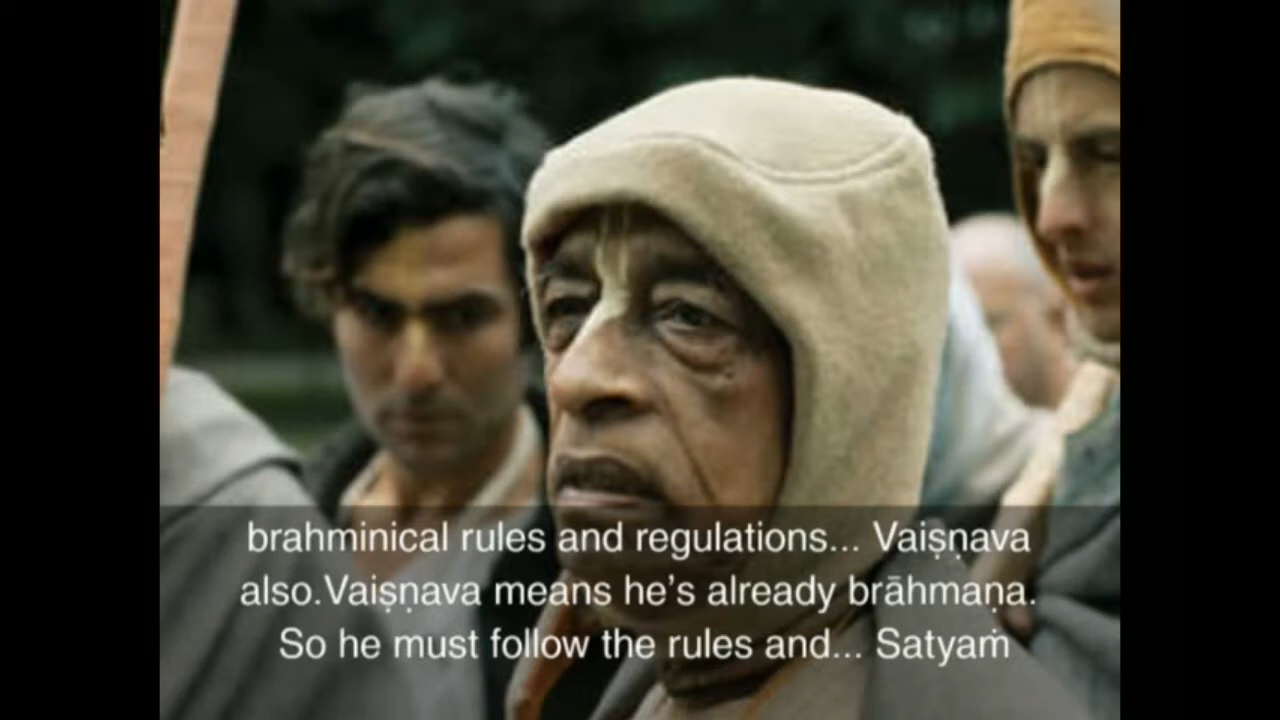 brahminical rules and regulations... Vaiṣṇava
also.Vaiṣṇava means he's already brāhmaṇa.
So he must follow the rules and... Satyaṁ